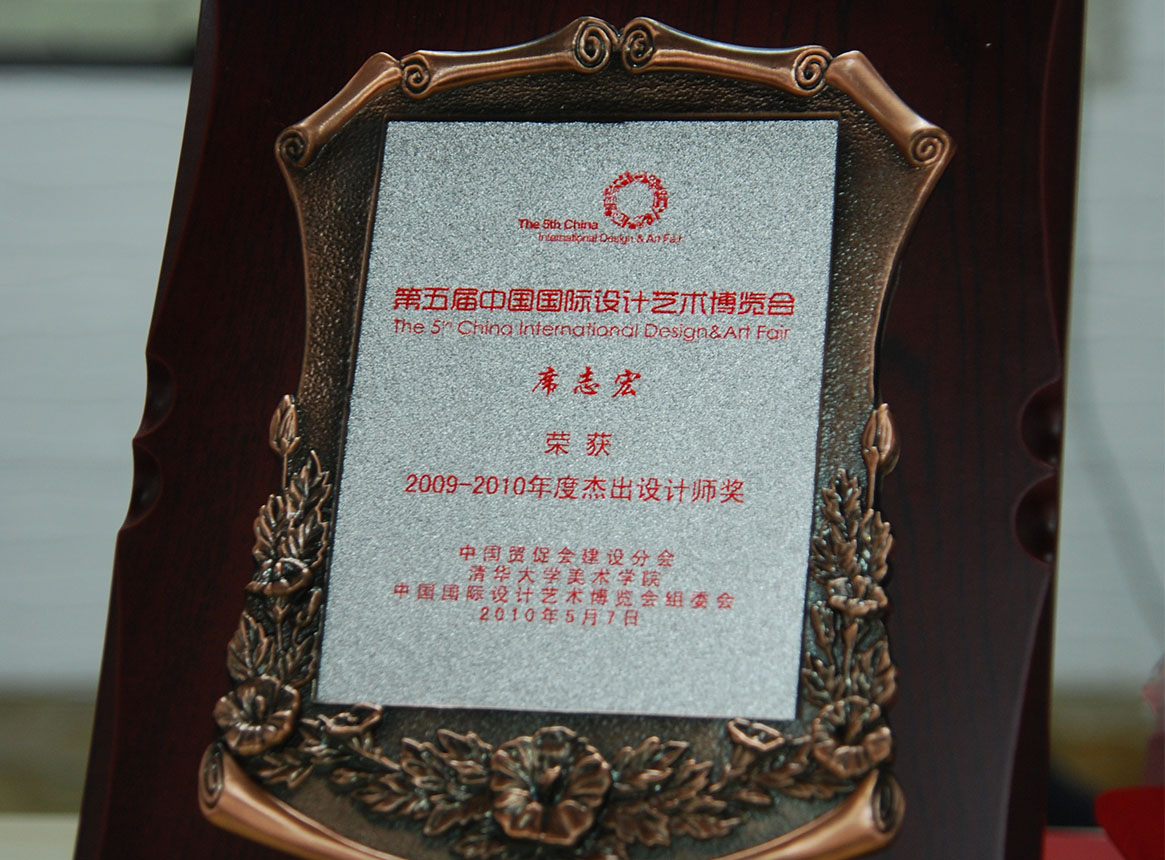 The 5th China
International Design & Art Fair
第五届中国国际设计艺术博览会
The 5th China International Design&Art Fair
席志宏
荣获
2009-2010年度杰出设计师奖
中国贸促会建设分会
清华大学美术学院
中国国际设计艺术博览会组委会
2010年5月7日